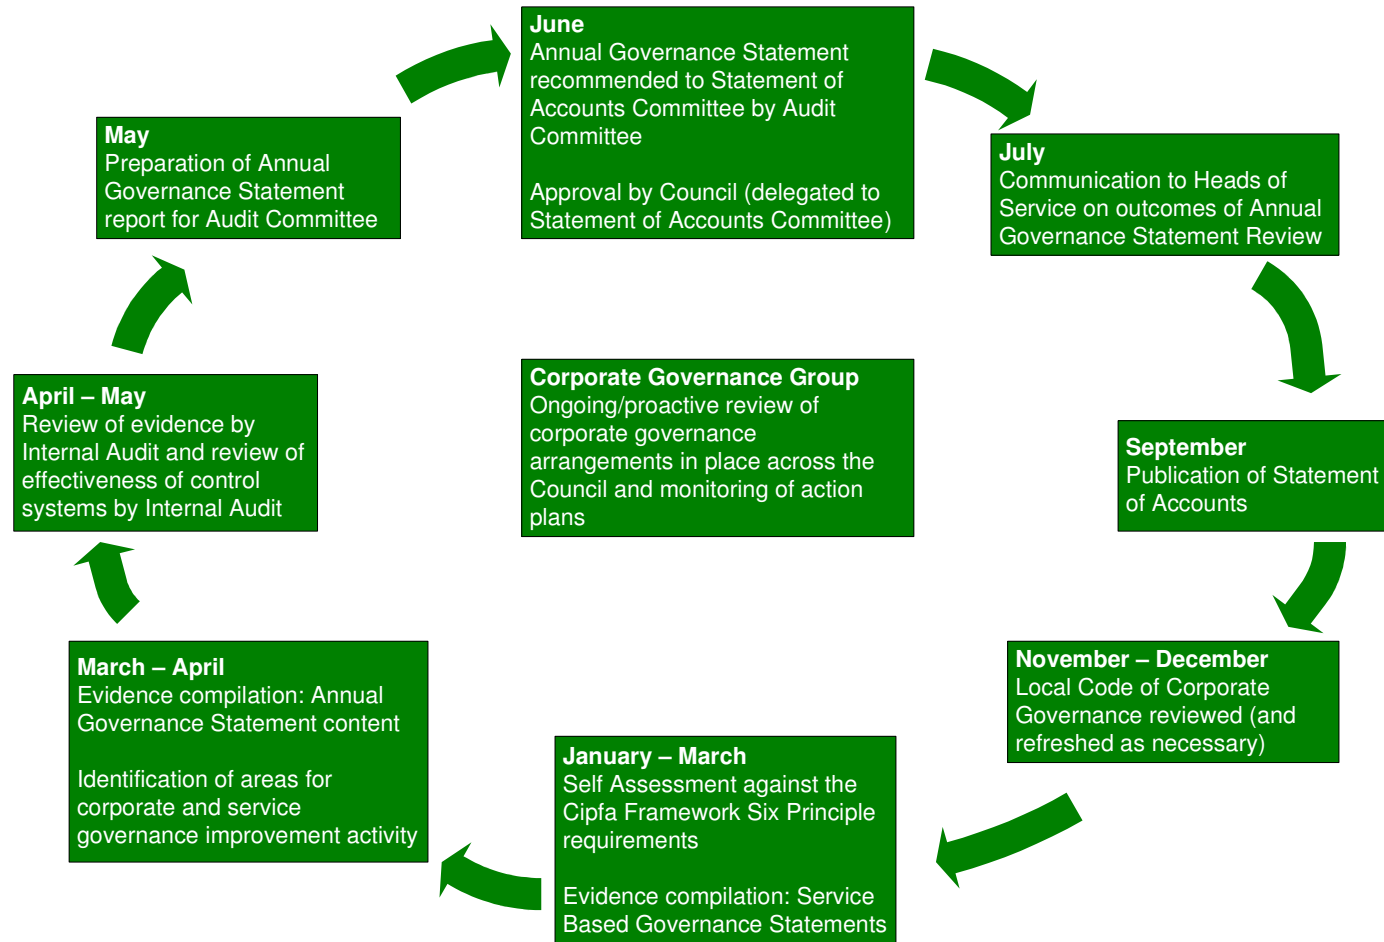 June
Annual Governance Statement
recommended to Statement of
Accounts Committee by Audit
Committee
Approval by Council (delegated to
Statement of Accounts Committee)
July
Communication to Heads of
Service on outcomes of Annual
Governance Statement Review
September
Publication of Statement
of Accounts
November – December
Local Code of Corporate
Governance reviewed (and
refreshed as necessary)
January – March
Self Assessment against the
Cipfa Framework Six Principle
requirements
Evidence compilation: Service
Based Governance Statements
March – April
Evidence compilation: Annual
Governance Statement content
Identification of areas for
corporate and service
governance improvement activity
April – May
Review of evidence by
Internal Audit and review of
effectiveness of control
systems by Internal Audit
May
Preparation of Annual
Governance Statement
report for Audit Committee
Corporate Governance Group
Ongoing/proactive review of
corporate governance
arrangements in place across the
Council and monitoring of action
plans